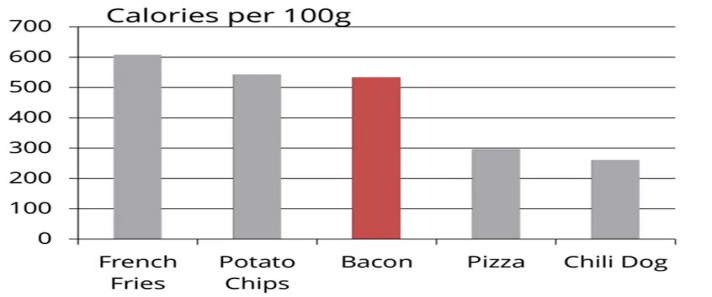 Calories per 100g
700
600
500
400
300
200
100
0
French Fries
Potato Chips
Bacon
Pizza
Chili Dog